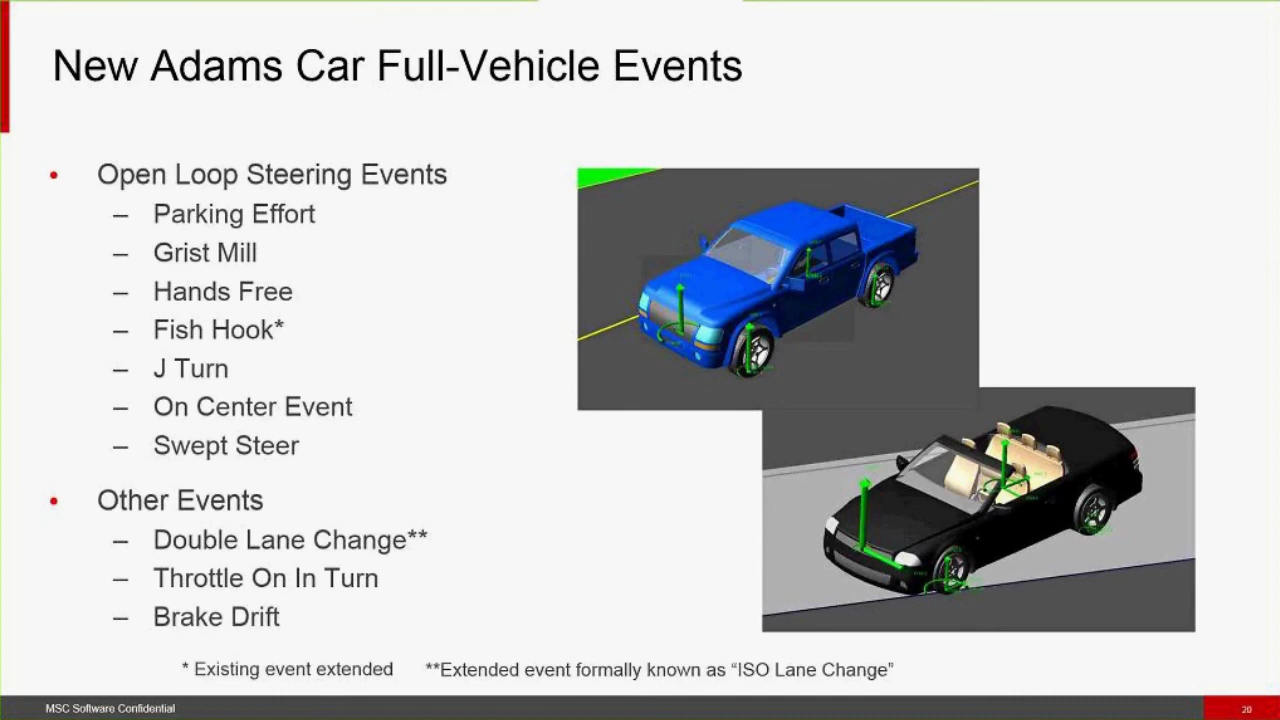 New Adams Car Full-Vehicle Events
• Open Loop Steering Events
– Parking Effort
– Grist Mill
– Hands Free
– Fish Hook*
– J Turn
– On Center Event
– Swept Steer
• Other Events
– Double Lane Change**
– Throttle On In Turn
– Brake Drift
* Existing event extended **Extended event formally known as “ISO Lane Change”
MSC Software Confidential
20